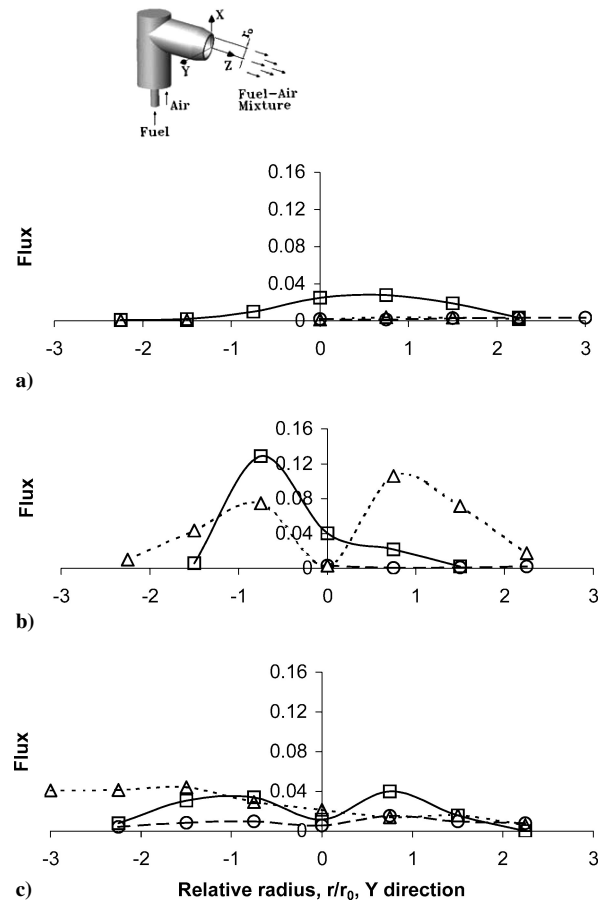 X
r₀
Y
Z
Fuel-Air
Mixture
Air
Fuel
0.16
0.12
0.08
0.04
0
Flux
-3 -2 -1 0 1 2 3
a)
0.16
0.12
0.08
0.04
0
Flux
-3 -2 -1 0 1 2 3
b)
0.16
0.12
0.08
0.04
0
Flux
-3 -2 -1 0 1 2 3
c) Relative radius, r/r₀, Y direction